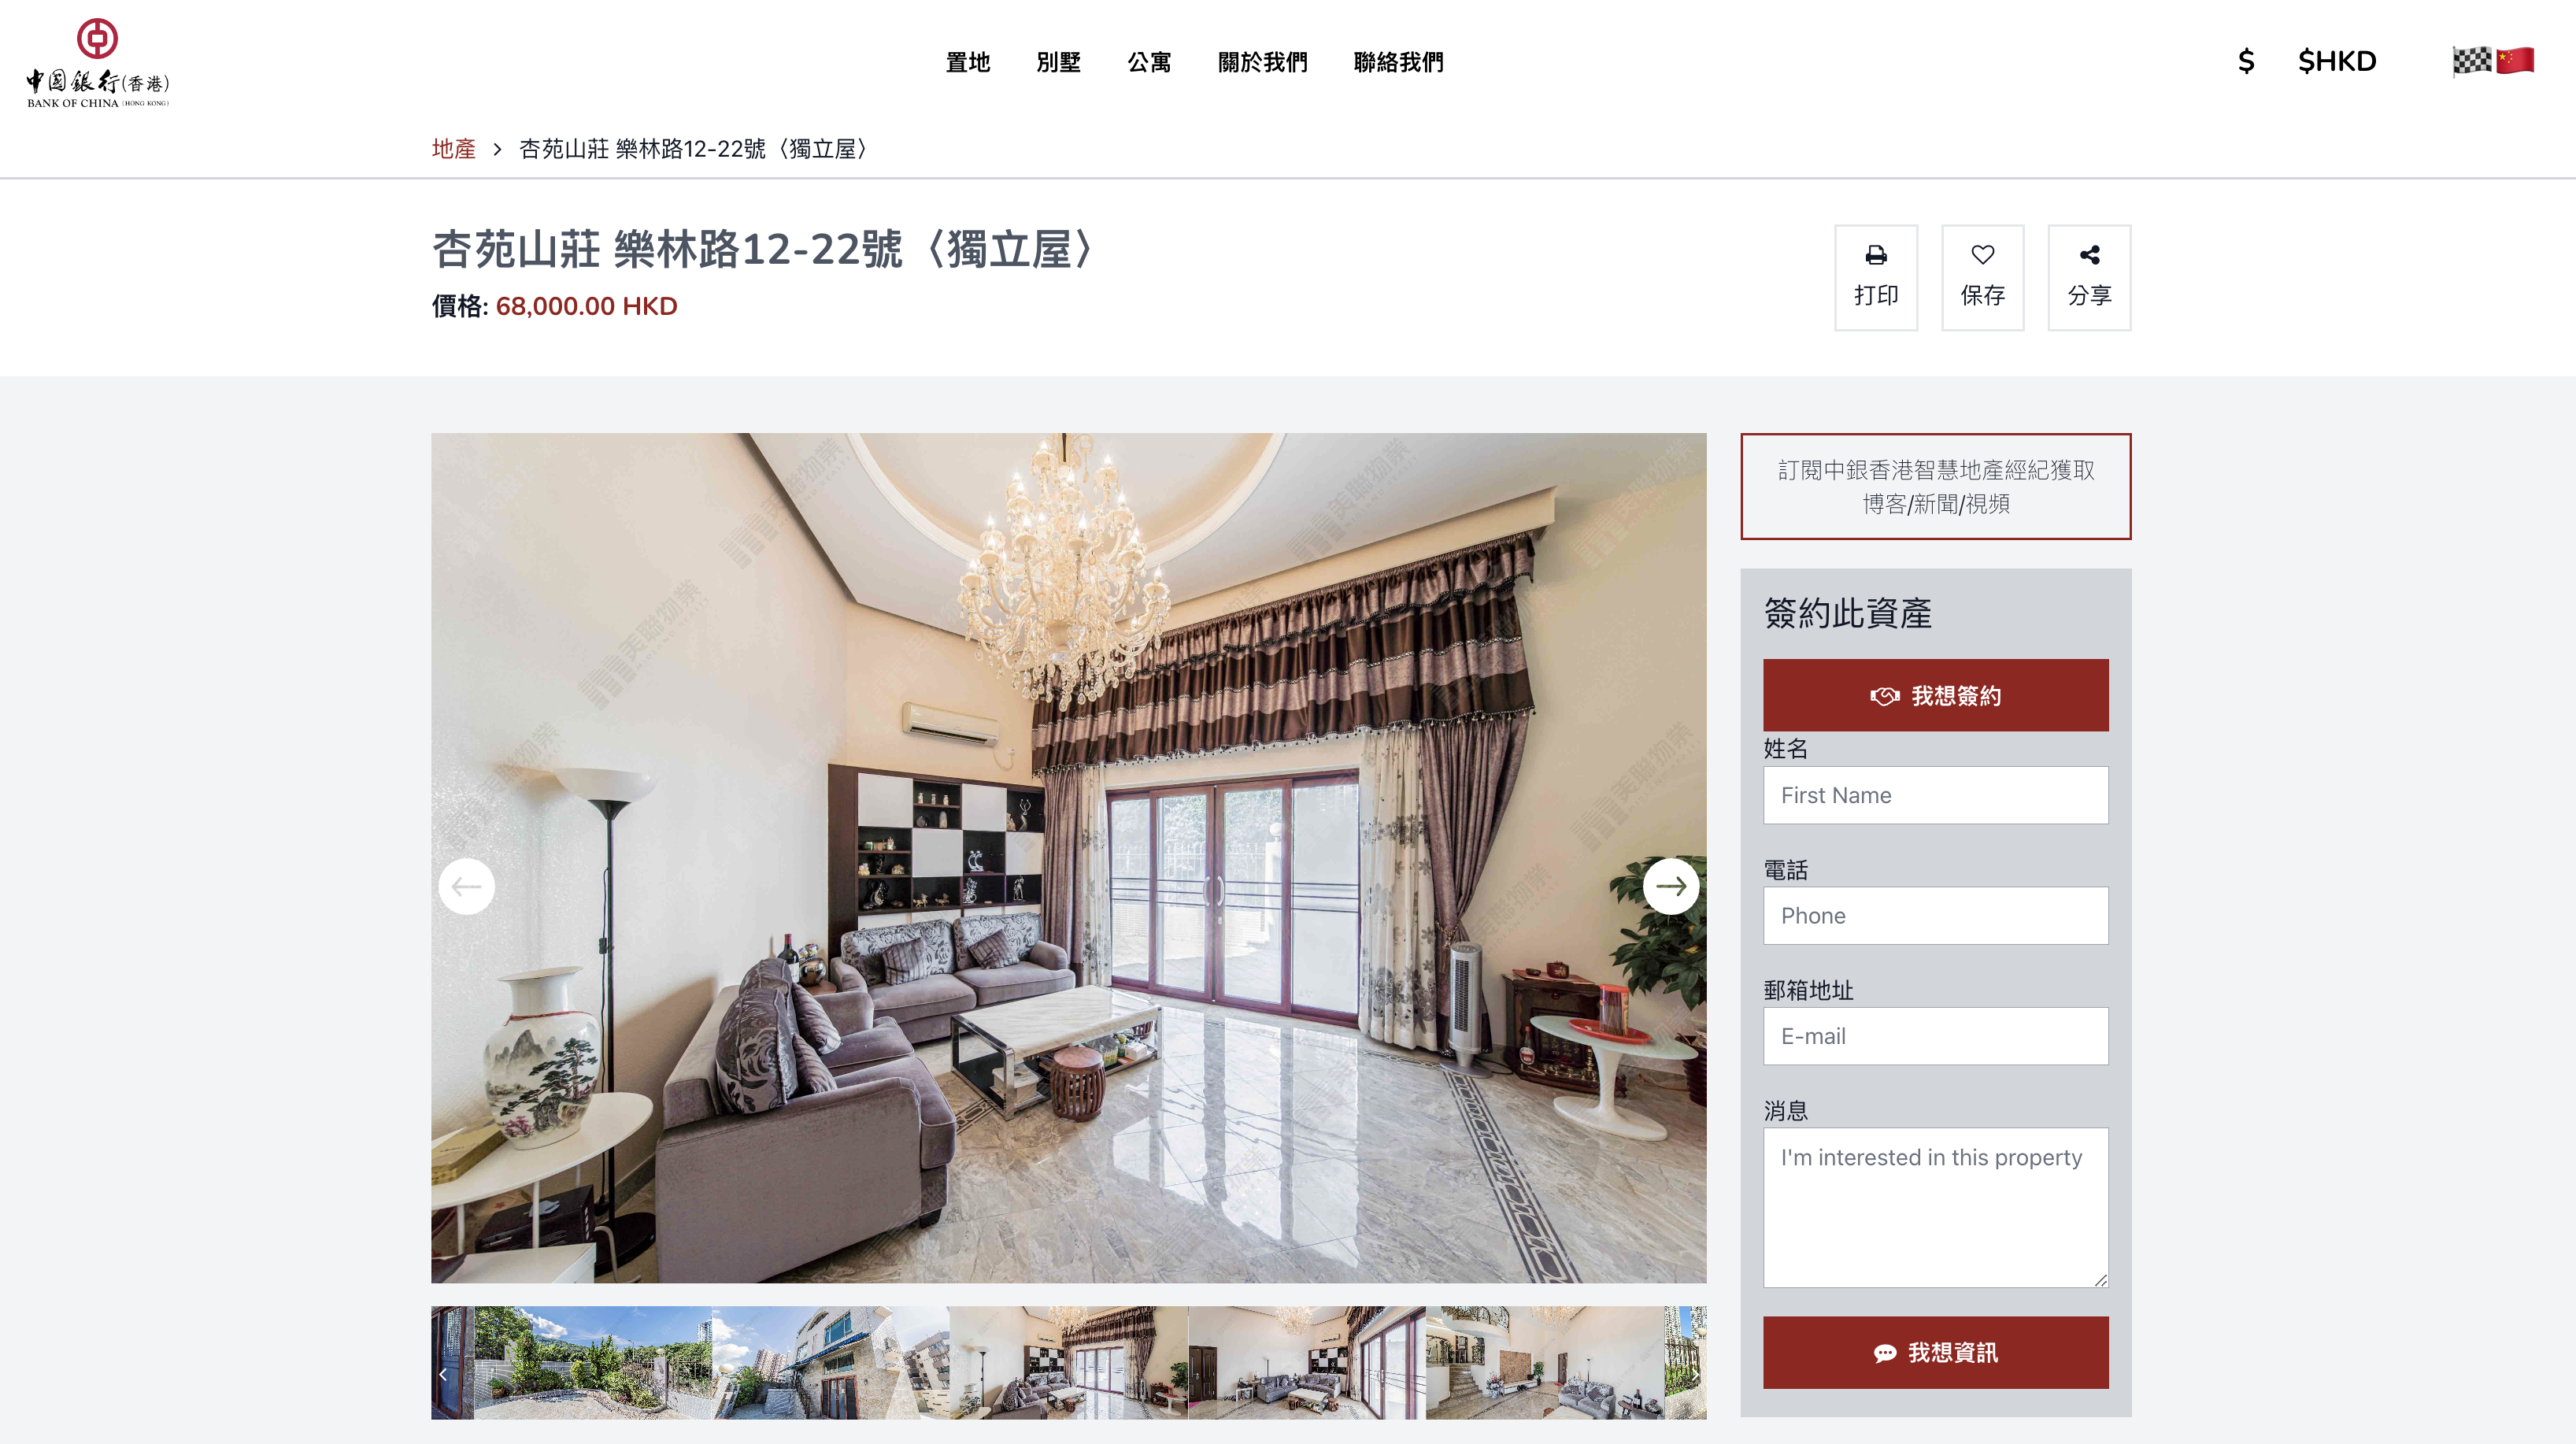 中国銀行(香港)
BANK OF CHINA (HONG KONG)
置地 別墅 公寓 關於我們 聯絡我們
$ $HKD
地產 > 杏苑山莊 樂林路12-22號〈獨立屋〉
杏苑山莊 樂林路12-22號〈獨立屋〉
價格: 68,000.00 HKD
打印 保存 分享
美聯物業
訂閱中銀香港智慧地產經紀獲取
博客/新聞/視頻
簽約此資產
我想簽約
姓名
First Name
電話
Phone
郵箱地址
E-mail
消息
I'm interested in this property
我想資訊